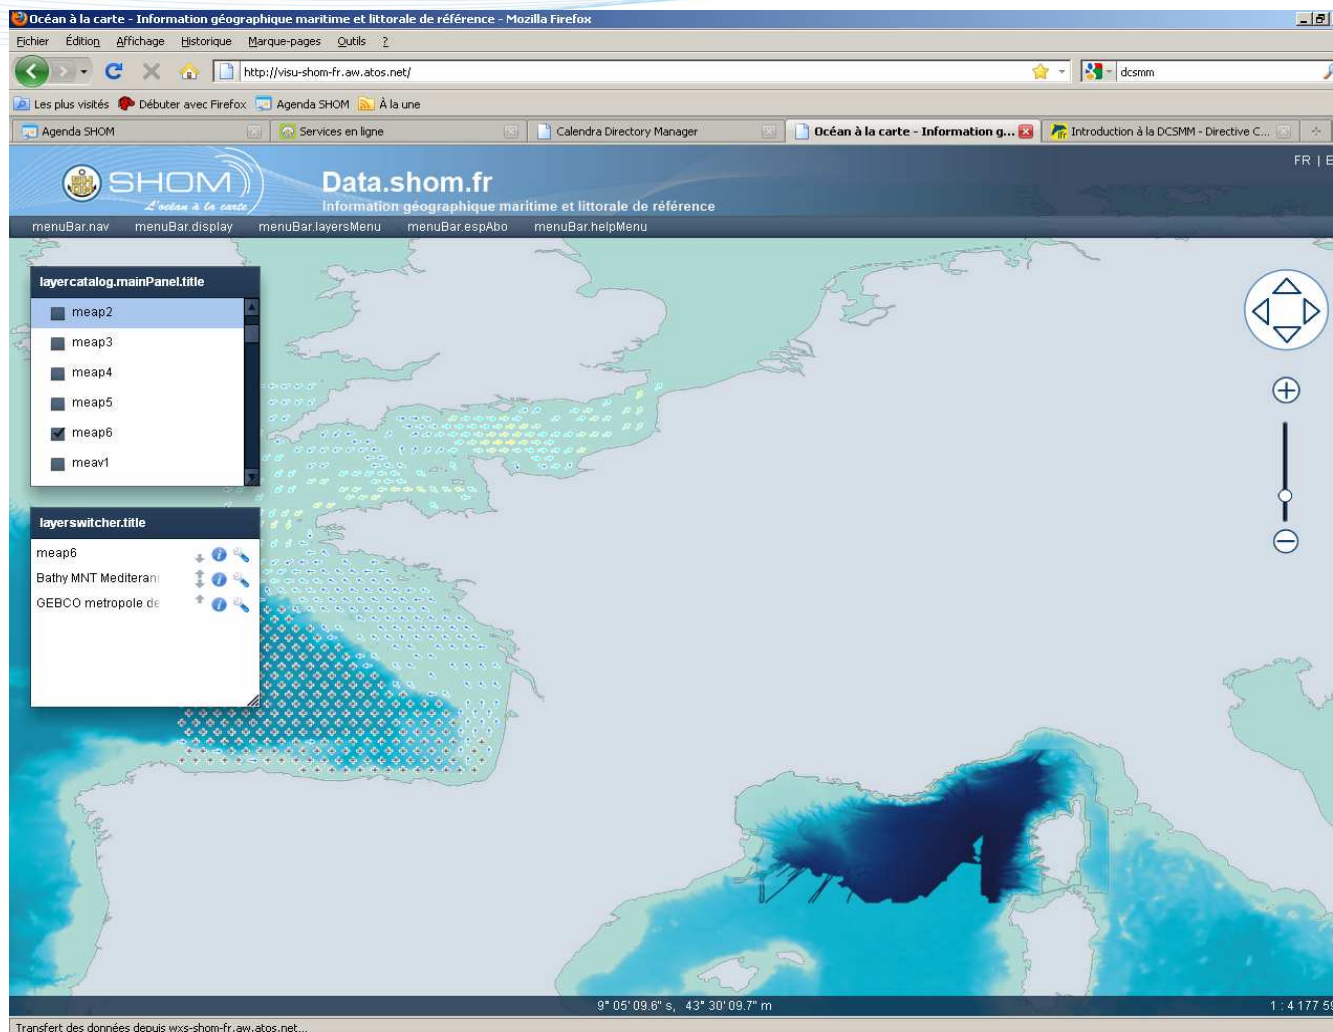 Océan à la carte - Information géographique maritime et littorale de référence - Mozilla Firefox
Fichier Édition Affichage Historique Marque-pages Outils ?
http://visu-shom-fr.aw.atos.net/ dcsmm
Les plus visités Débuter avec Firefox Agenda SHOM À la une
Agenda SHOM Services en ligne Calendra Directory Manager Océan à la carte - Information g... Introduction à la DCSMM - Directive C...
FR | E
SHOM
L'océan à la carte
Data.shom.fr
Information géographique maritime et littorale de référence
menuBar.nav menuBar.display menuBar.layersMenu menuBar.espAbo menuBar.helpMenu
layercatalog.mainPanel.title
meap2
meap3
meap4
meap5
meap6
meav1
layerswitcher.title
meap6
Bathy MNT Mediteran
GEBCO metropole de
9° 05' 09.6" s, 43° 30' 09.7" m 1 : 4 177 59
Transfert des données depuis wxs-shom-fr.aw.atos.net...